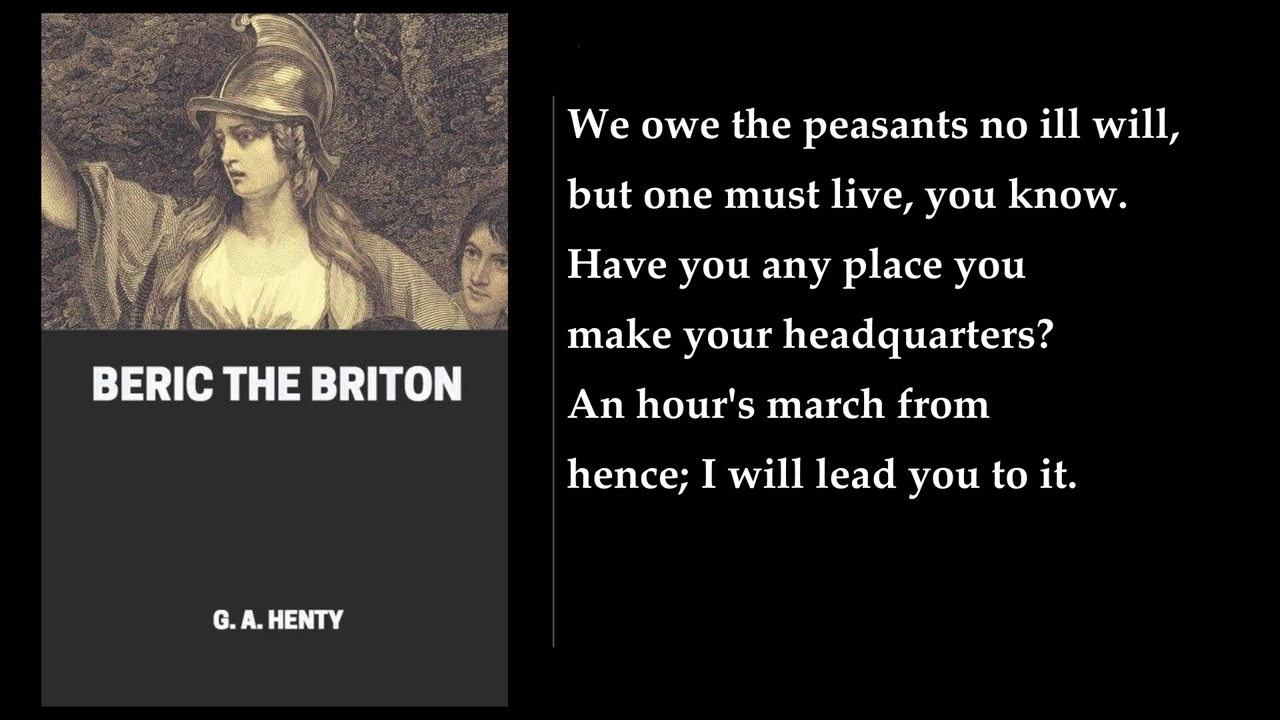 BERIC THE BRITON
G. A. HENTY
We owe the peasants no ill will,
but one must live, you know.
Have you any place you
make your headquarters?
An hour's march from
hence; I will lead you to it.